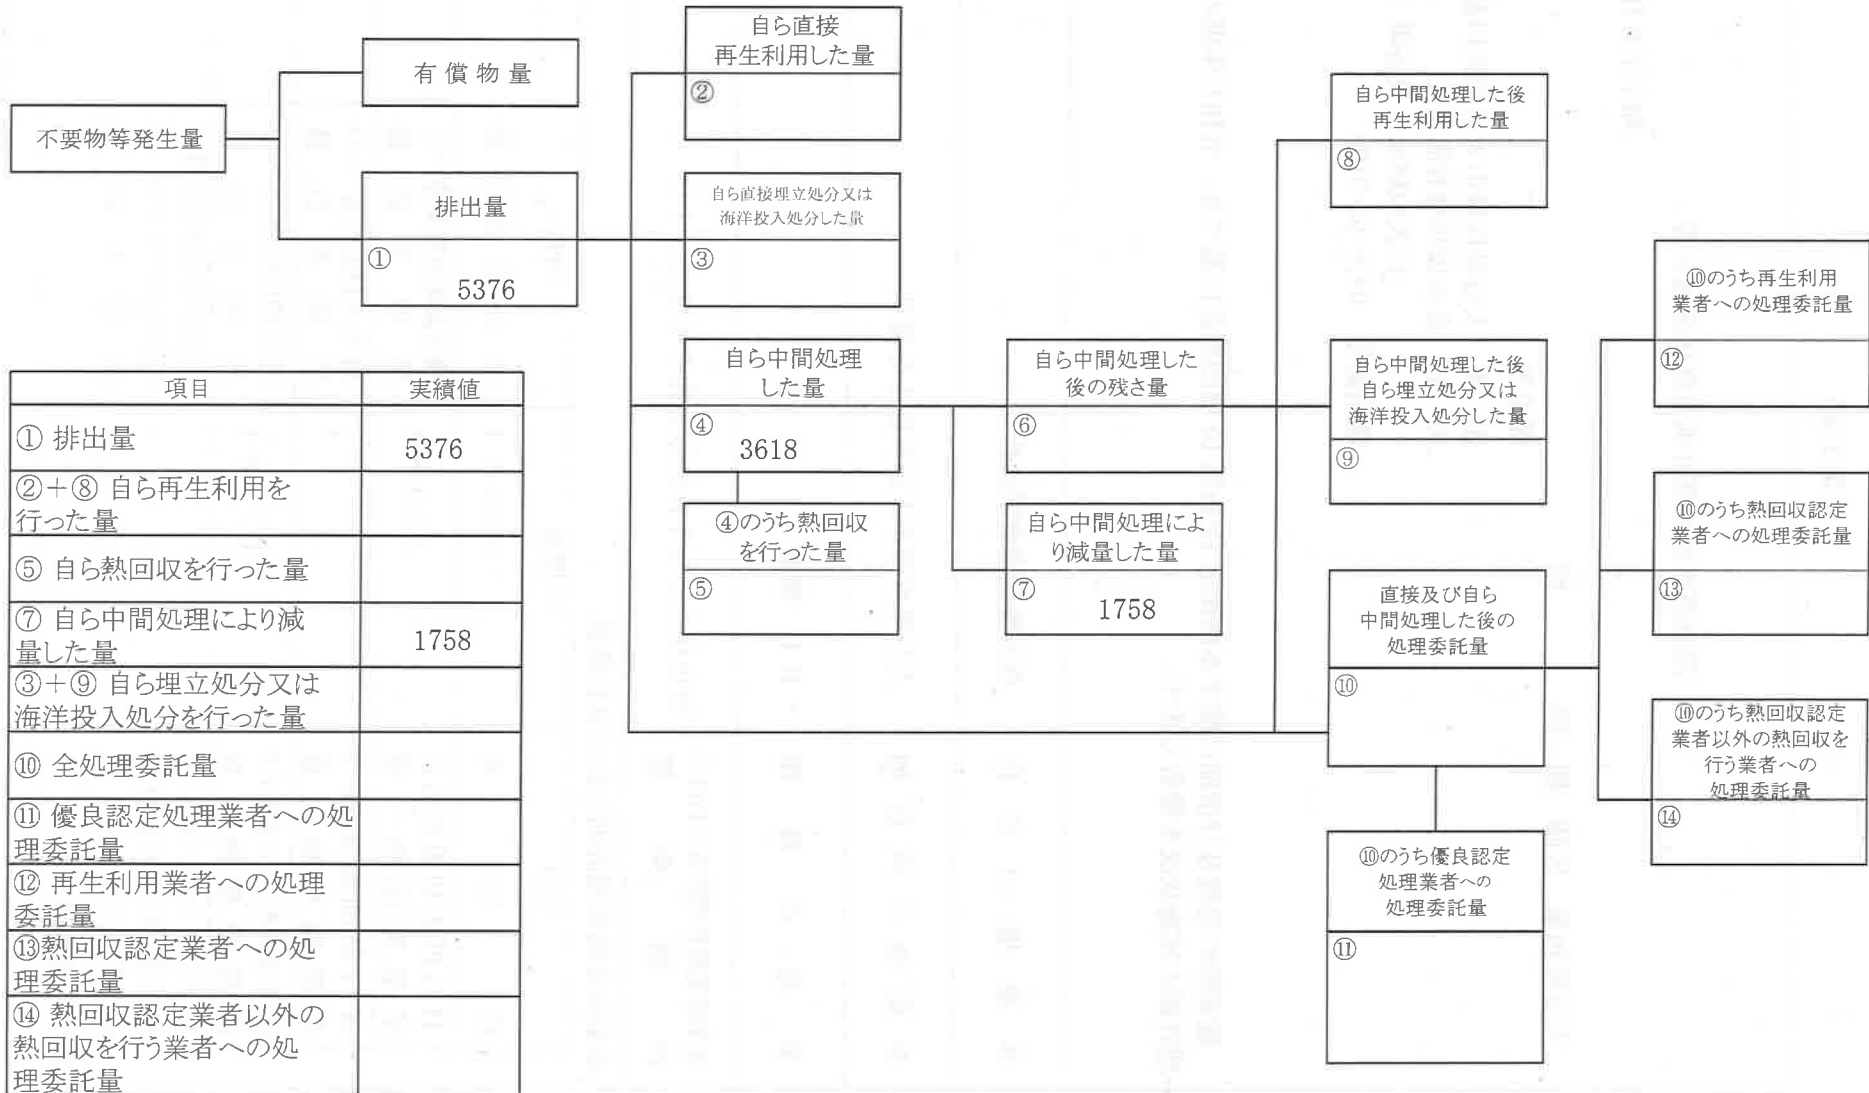 不要物等発生量
有償物量
排出量
①
5376
自ら直接
再生利用した量
②
自ら直接埋立処分又は
海洋投入処分した量
③
自ら中間処理
した量
④
3618
④のうち熱回収
を行った量
⑤
自ら中間処理した
後の残さ量
⑥
自ら中間処理によ
り減量した量
⑦
1758
自ら中間処理した後
再生利用した量
⑧
自ら中間処理した後
自ら埋立処分又は
海洋投入処分した量
⑨
直接及び自ら
中間処理した後の
処理委託量
⑩
⑩のうち優良認定
処理業者への
処理委託量
⑪
⑩のうち再生利用
業者への処理委託量
⑫
⑩のうち熱回収認定
業者への処理委託量
⑬
⑩のうち熱回収認定
業者以外の熱回収を
行う業者への
処理委託量
⑭
項目 実績値
① 排出量 5376
②+⑧ 自ら再生利用を
行った量
⑤ 自ら熱回収を行った量
⑦ 自ら中間処理により減
量した量 1758
③+⑨ 自ら埋立処分又は
海洋投入処分を行った量
⑩ 全処理委託量
⑪ 優良認定処理業者への処
理委託量
⑫ 再生利用業者への処理
委託量
⑬熱回収認定業者への処
理委託量
⑭ 熱回収認定業者以外の
熱回収を行う業者への処
理委託量